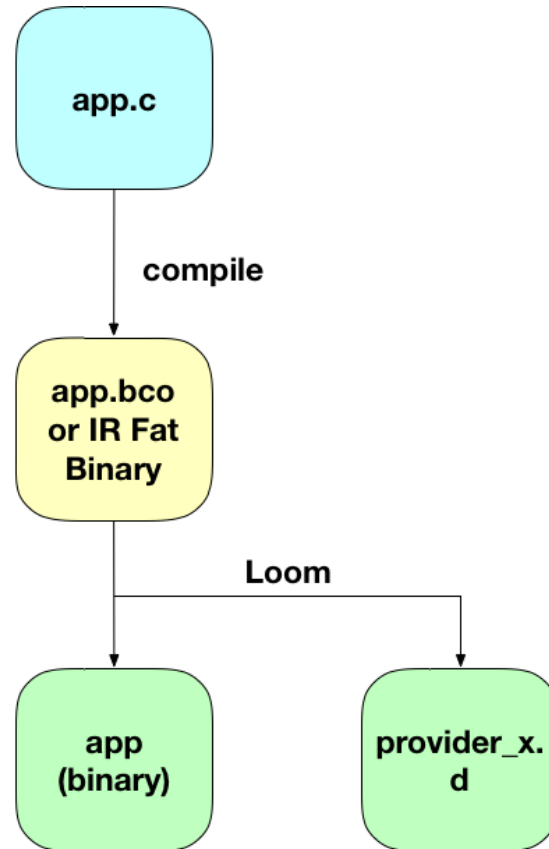 app.c
compile
app.bco
or IR Fat
Binary
Loom
app
(binary)
provider_x.
d